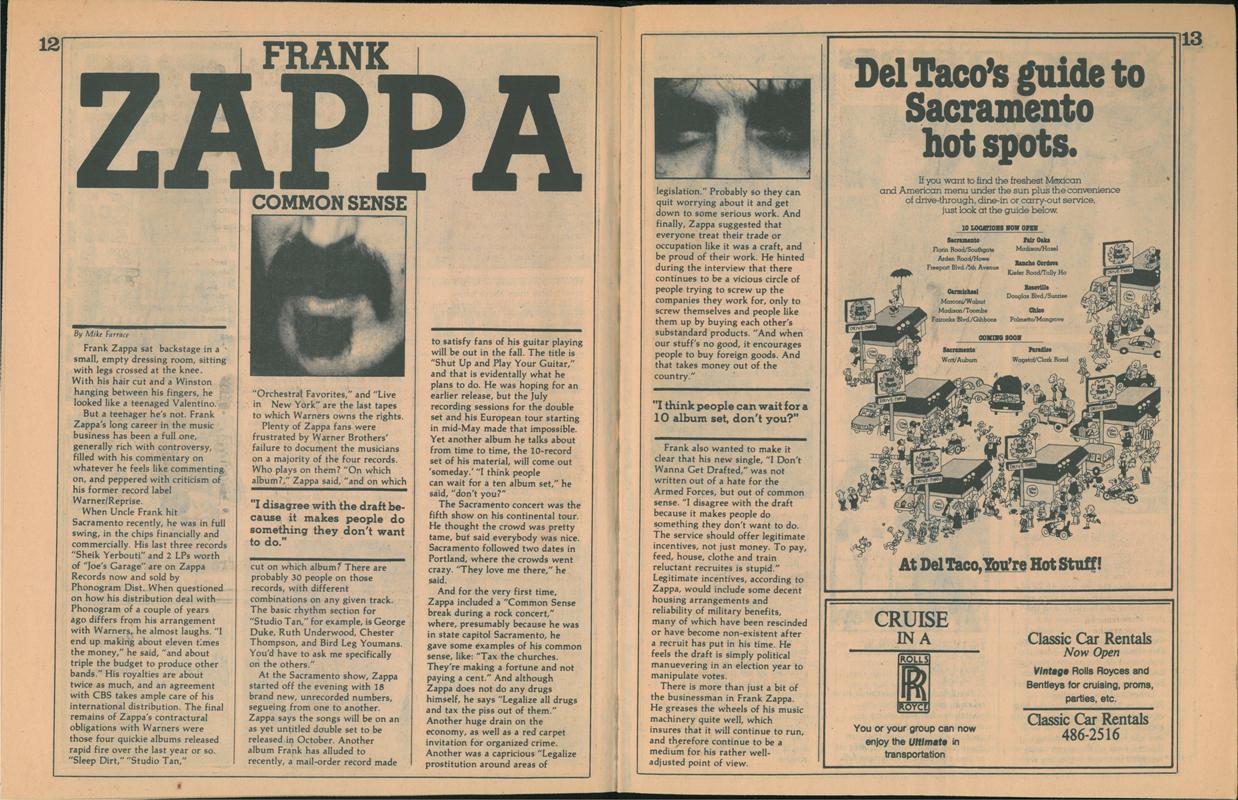 12
FRANK
ZAPPA
COMMON SENSE
By Mike Farrace
Frank Zappa sat backstage in a
small, empty dressing room, sitting
with legs crossed at the knee.
With his hair cut and a Winston
hanging between his fingers, he
looked like a teenaged Valentino.
But a teenager he's not. Frank
Zappa's long career in the music
business has been a full one,
generally rich with controversy,
filled with his commentary on
whatever he feels like commenting
on, and peppered with criticism of
his former record label
Warner/Reprise.
When Uncle Frank hit
Sacramento recently, he was in full
swing, in the chips financially and
commercially. His last three records
"Sheik Yerbouti" and 2 LPs worth
of "Joe's Garage" are on Zappa
Records now and sold by
Phonogram Dist. When questioned
on how his distribution deal with
Phonogram of a couple of years
ago differs from his arrangement
with Warners, he almost laughs. "I
end up making about eleven times
the money," he said, "and about
triple the budget to produce other
bands." His royalties are about
twice as much, and an agreement
with CBS takes ample care of his
international distribution. The final
remains of Zappa's contractural
obligations with Warners were
those four quickie albums released
rapid fire over the last year or so.
"Sleep Dirt," "Studio Tan,"
"Orchestral Favorites," and "Live
in New York" are the last tapes
to which Warners owns the rights.
Plenty of Zappa fans were
frustrated by Warner Brothers'
failure to document the musicians
on a majority of the four records.
Who plays on them? "On which
album?," Zappa said, "and on which
"I disagree with the draft be-
cause it makes people do
something they don't want
to do."
cut on which album? There are
probably 30 people on those
records, with different
combinations on any given track.
The basic rhythm section for
"Studio Tan," for example, is George
Duke, Ruth Underwood, Chester
Thompson, and Bird Leg Youmans.
You'd have to ask me specifically
on the others."
At the Sacramento show, Zappa
started off the evening with 18
brand new, unrecorded numbers,
segueing from one to another.
Zappa says the songs will be on an
as yet untitled double set to be
released in October. Another
album Frank has alluded to
recently, a mail-order record made
to satisfy fans of his guitar playing
will be out in the fall. The title is
"Shut Up and Play Your Guitar,"
and that is evidentally what he
plans to do. He was hoping for an
earlier release, but the July
recording sessions for the double
set and his European tour starting
in mid-May made that impossible.
Yet another album he talks about
from time to time, the 10-record
set of his material, will come out
'someday.' "I think people
can wait for a ten album set," he
said, "don't you?"
The Sacramento concert was the
fifth show on his continental tour.
He thought the crowd was pretty
tame, but said everybody was nice.
Sacramento followed two dates in
Portland, where the crowds went
crazy. "They love me there," he
said.
And for the very first time,
Zappa included a "Common Sense
break during a rock concert,"
where, presumably because he was
in state capitol Sacramento, he
gave some examples of his common
sense, like: "Tax the churches.
They're making a fortune and not
paying a cent." And although
Zappa does not do any drugs
himself, he says "Legalize all drugs
and tax the piss out of them."
Another huge drain on the
economy, as well as a red carpet
invitation for organized crime.
Another was a capricious "Legalize
prostitution around areas of
legislation." Probably so they can
quit worrying about it and get
down to some serious work. And
finally, Zappa suggested that
everyone treat their trade or
occupation like it was a craft, and
be proud of their work. He hinted
during the interview that there
continues to be a vicious circle of
people trying to screw up the
companies they work for, only to
screw themselves and people like
them up by buying each other's
substandard products. "And when
our stuff's no good, it encourages
people to buy foreign goods. And
that takes money out of the
country."
"I think people can wait for a
10 album set, don't you?"
Frank also wanted to make it
clear that his new single, "I Don't
Wanna Get Drafted," was not
written out of a hate for the
Armed Forces, but out of common
sense. "I disagree with the draft
because it makes people do
something they don't want to do.
The service should offer legitimate
incentives, not just money. To pay,
feed, house, clothe and train
reluctant recruites is stupid."
Legitimate incentives, according to
Zappa, would include some decent
housing arrangements and
reliability of military benefits,
many of which have been rescinded
or have become non-existent after
a recruit has put in his time. He
feels the draft is simply political
manuevering in an election year to
manipulate votes.
There is more than just a bit of
the businessman in Frank Zappa.
He greases the wheels of his music
machinery quite well, which
insures that it will continue to run,
and therefore continue to be a
medium for his rather well-
adjusted point of view.
13
Del Taco's guide to
Sacramento
hot spots.
If you want to find the freshest Mexican
and American menu under the sun plus the convenience
of drive-through, dine-in or carry-out service,
just look at the guide below.
10 LOCATIONS NOW OPEN
Sacramento
Florin Road/Southgate
Arden Road/Howe
Freeport Blvd./5th Avenue
Carmichael
Marconi/Walnut
Madison/Toombs
Fairoaks Blvd./Gibbons
Fair Oaks
Madison/Hazel
Rancho Cordova
Kiefer Road/Tally Ho
Roseville
Douglas Blvd./Sunrise
Chico
Palmetto/Mangrove
COMING SOON
Sacramento
Watt/Auburn
Paradise
Wagstaf/Clark Road
DRIVE-THRU
DRIVE-THRU
DRIVE-THRU
DRIVE-THRU
DRIVE-THRU
DRIVE-THRU
At Del Taco, You're Hot Stuff!
CRUISE
IN A
ROLLS
RR
ROYCE
You or your group can now
enjoy the Ultimate in
transportation
Classic Car Rentals
Now Open
Vintage Rolls Royces and
Bentleys for cruising, proms,
parties, etc.
Classic Car Rentals
486-2516